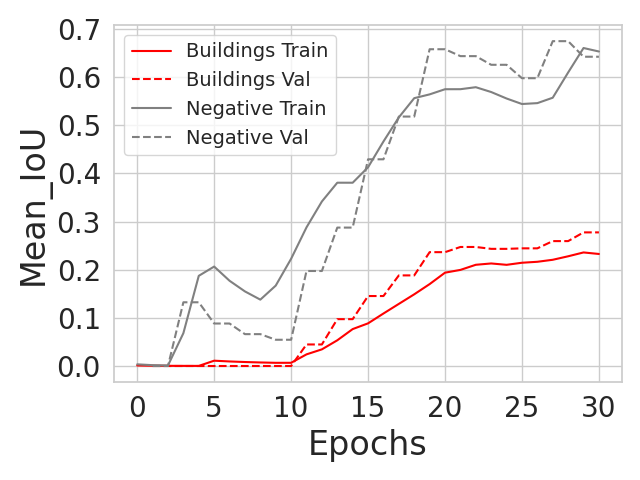 0.7
0.6
0.5
0.4
0.3
0.2
0.1
0.0
Mean_IoU
Buildings Train
Buildings Val
Negative Train
Negative Val
0 5 10 15 20 25 30
Epochs